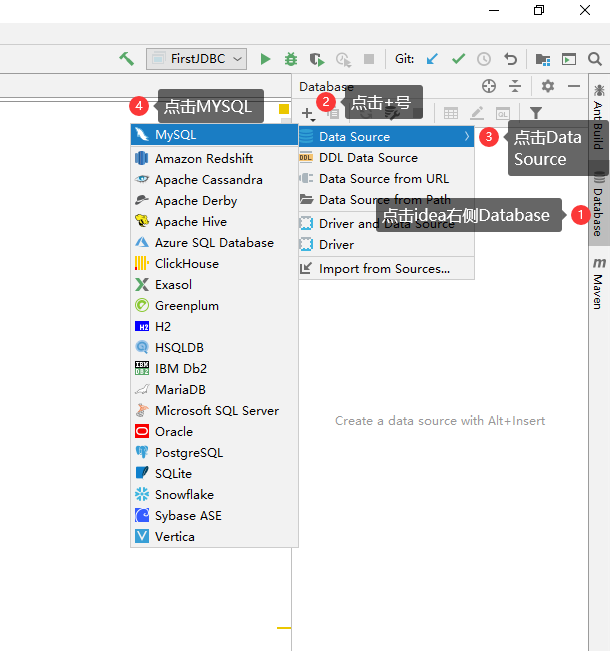 FirstJDBC
Git:
Database
4 点击MYSQL
2 点击+号
MySQL
Amazon Redshift
Apache Cassandra
Apache Derby
Apache Hive
Azure SQL Database
ClickHouse
Exasol
Greenplum
H2
HSQLDB
IBM Db2
MariaDB
Microsoft SQL Server
Oracle
PostgreSQL
SQLite
Snowflake
Sybase ASE
Vertica
Data Source
DDL Data Source
Data Source from URL
Data Source from Path
Driver and Data Source
Driver
Import from Sources...
3 点击Data
Source
点击idea右侧Database 1
Create a data source with Alt+Insert
Ant Build
Database
Maven